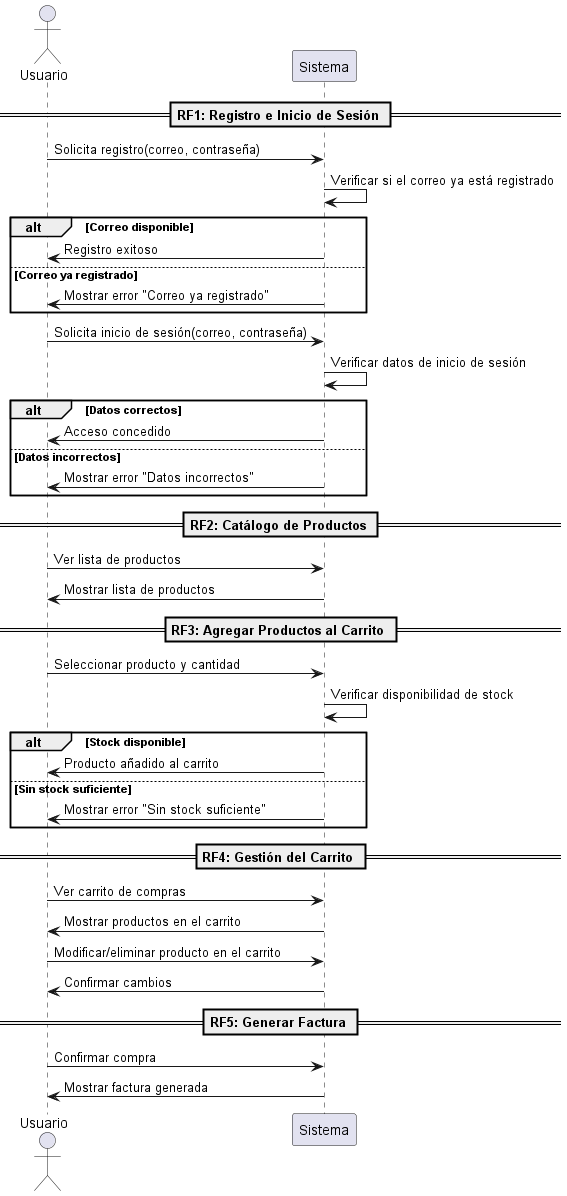 Usuario
Sistema
RF1: Registro e Inicio de Sesión
Solicita registro(correo, contraseña)
Verificar si el correo ya está registrado
alt [Correo disponible]
Registro exitoso
[Correo ya registrado]
Mostrar error "Correo ya registrado"
Solicita inicio de sesión(correo, contraseña)
Verificar datos de inicio de sesión
alt [Datos correctos]
Acceso concedido
[Datos incorrectos]
Mostrar error "Datos incorrectos"
RF2: Catálogo de Productos
Ver lista de productos
Mostrar lista de productos
RF3: Agregar Productos al Carrito
Seleccionar producto y cantidad
Verificar disponibilidad de stock
alt [Stock disponible]
Producto añadido al carrito
[Sin stock suficiente]
Mostrar error "Sin stock suficiente"
RF4: Gestión del Carrito
Ver carrito de compras
Mostrar productos en el carrito
Modificar/eliminar producto en el carrito
Confirmar cambios
RF5: Generar Factura
Confirmar compra
Mostrar factura generada
Usuario
Sistema